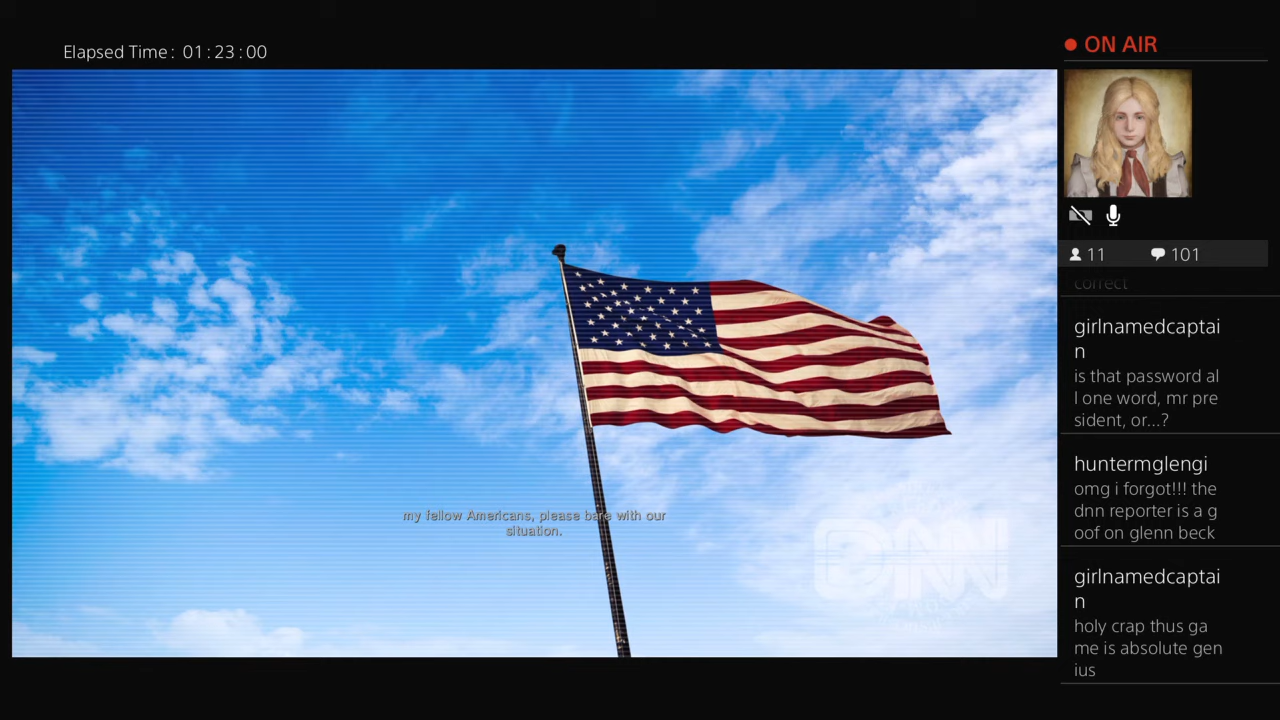 Elapsed Time: 01:23:00
ON AIR
11
101
correct
girlnamedcaptai
n
is that password al
l one word, mr pre
sident, or...?
huntermglengi
omg i forgot!!! the
dnn reporter is a g
oof on glenn beck
girlnamedcaptai
n
holy crap thus ga
me is absolute gen
ius
my fellow Americans, please bare with our
situation.
DNN